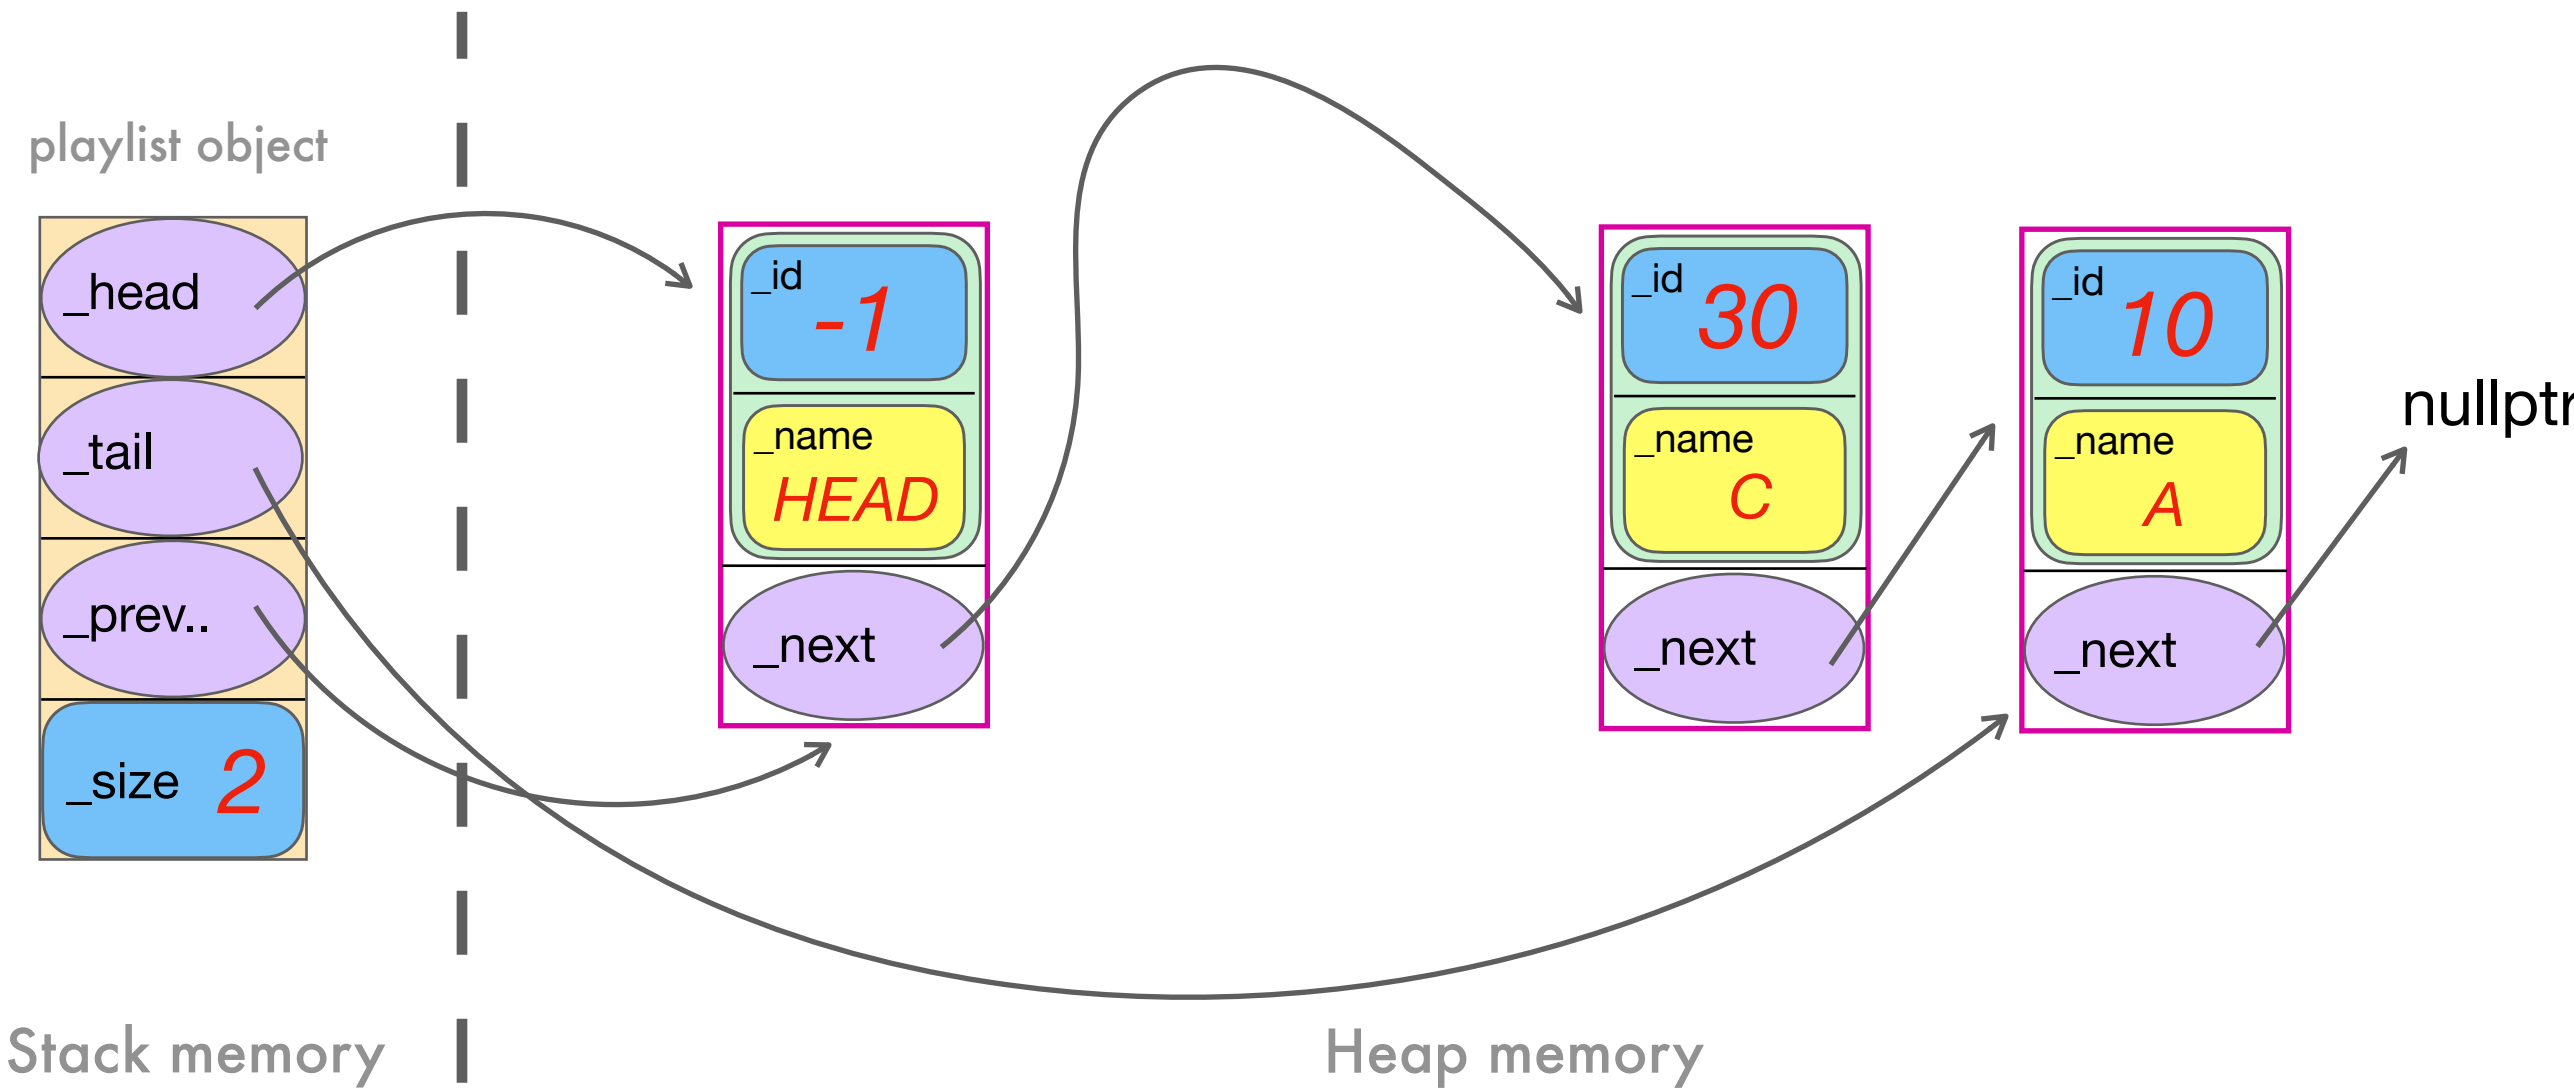 playlist object
_head
_tail
_prev..
_size 2
_id
-1
_name
HEAD
_next
_id
30
_name
C
_next
_id
10
_name
A
_next
nullptr
Stack memory
Heap memory